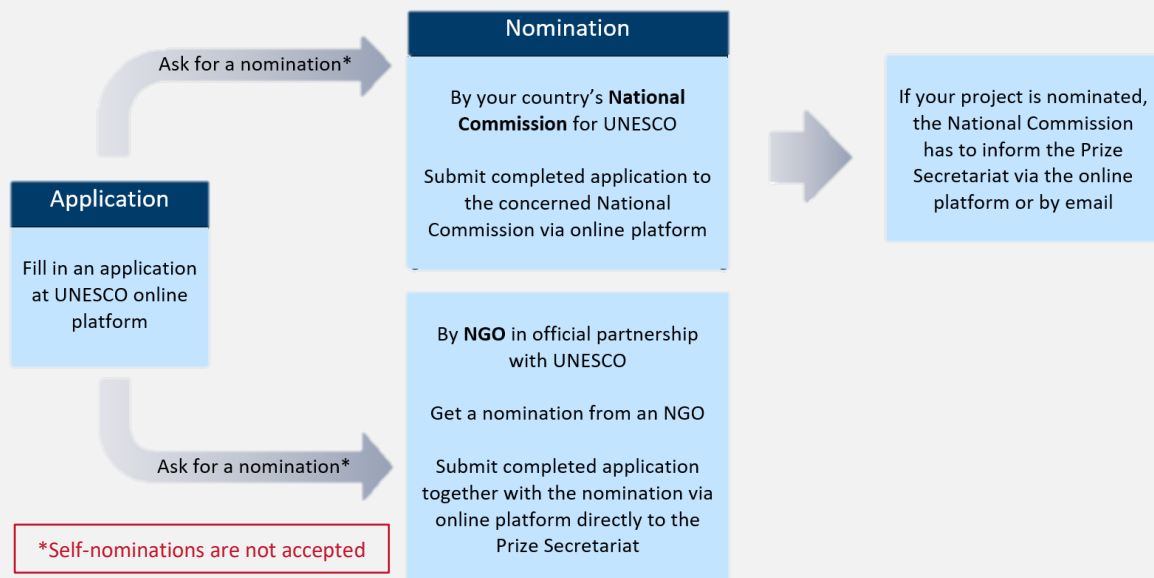 Application
Fill in an application
at UNESCO online
platform
Ask for a nomination*
Nomination
By your country's National
Commission for UNESCO
Submit completed application to
the concerned National
Commission via online platform
If your project is nominated,
the National Commission
has to inform the Prize
Secretariat via the online
platform or by email
Ask for a nomination*
By NGO in official partnership
with UNESCO
Get a nomination from an NGO
Submit completed application
together with the nomination via
online platform directly to the
Prize Secretariat
*Self-nominations are not accepted